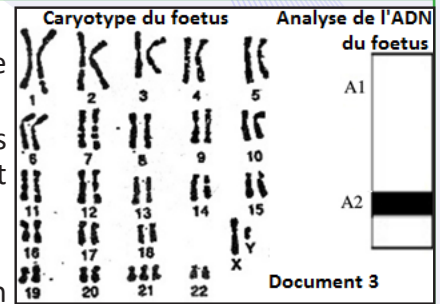 Caryotype du foetus
1 2 3 4 5
6 7 8 9 10
11 12 13 14 15
16 17 18 X Y
19 20 21 22
Analyse de l'ADN
du foetus
A1
A2
Document 3
e
s
t
n